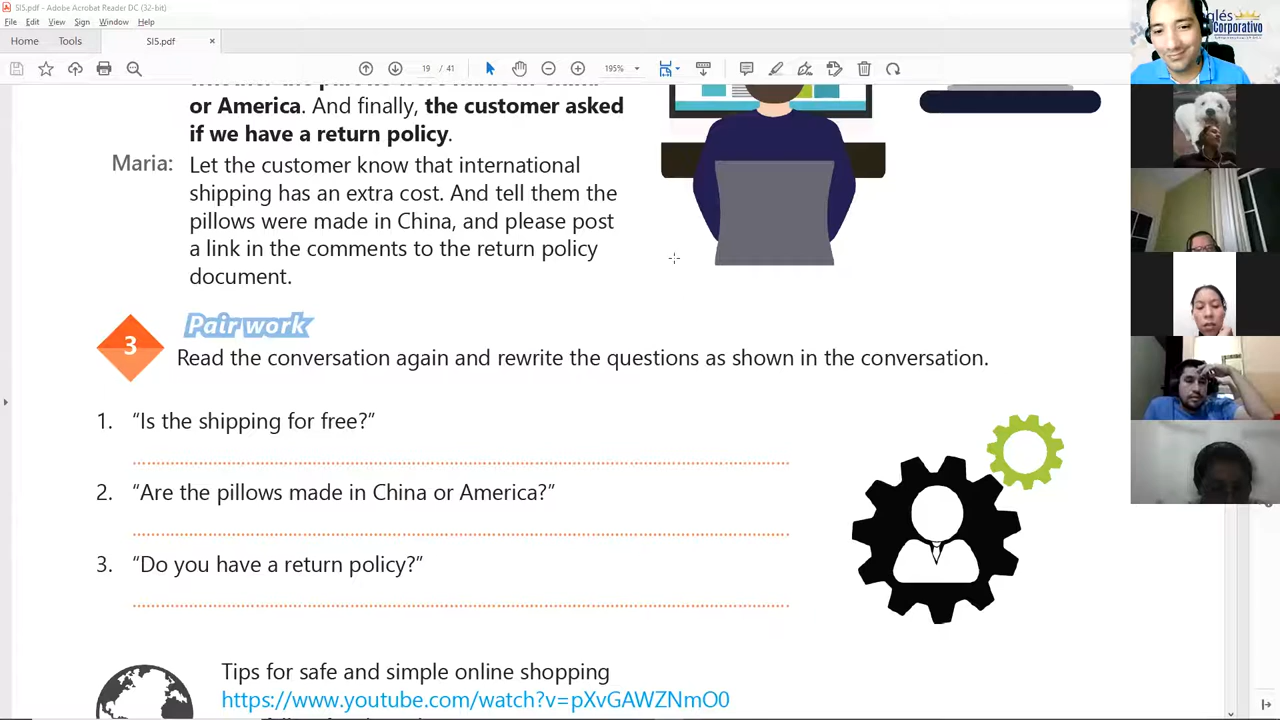 SI5.pdf - Adobe Acrobat Reader DC (32-bit)
File Edit View Sign Window Help
Home Tools SI5.pdf ×
19 / 41 195%
or America. And finally, the customer asked
if we have a return policy.
Maria: Let the customer know that international
shipping has an extra cost. And tell them the
pillows were made in China, and please post
a link in the comments to the return policy
document.
3 Pair work
Read the conversation again and rewrite the questions as shown in the conversation.
1. “Is the shipping for free?”
2. “Are the pillows made in China or America?”
3. “Do you have a return policy?”
Tips for safe and simple online shopping
https://www.youtube.com/watch?v=pXvGAWZNmO0
Corporativo